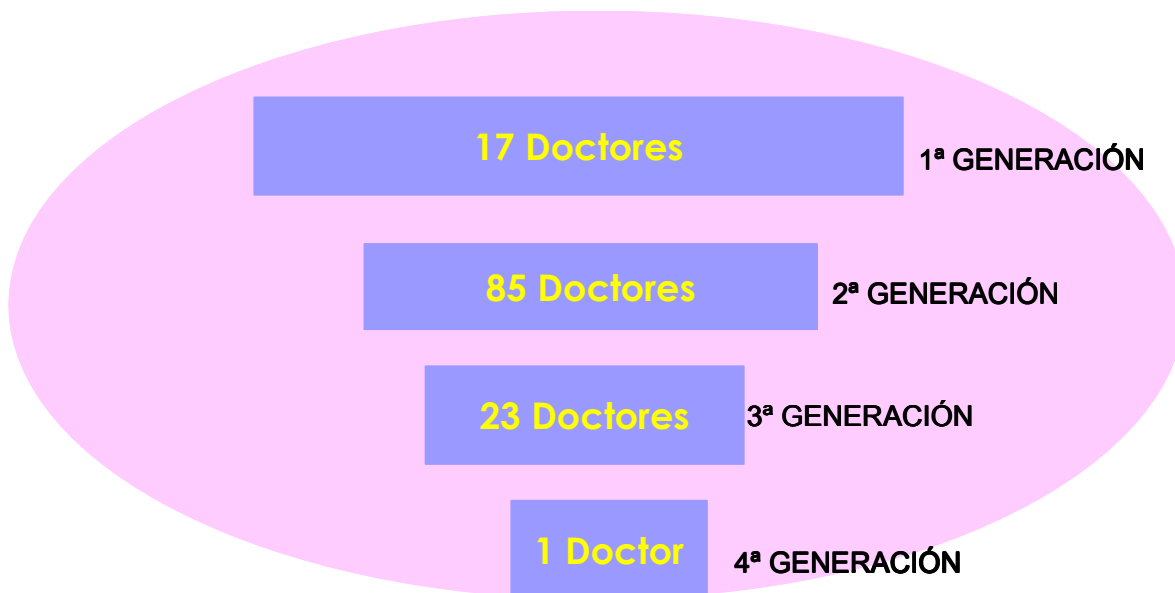 17 Doctores
1ª GENERACIÓN
85 Doctores
2ª GENERACIÓN
23 Doctores
3ª GENERACIÓN
1 Doctor
4ª GENERACIÓN